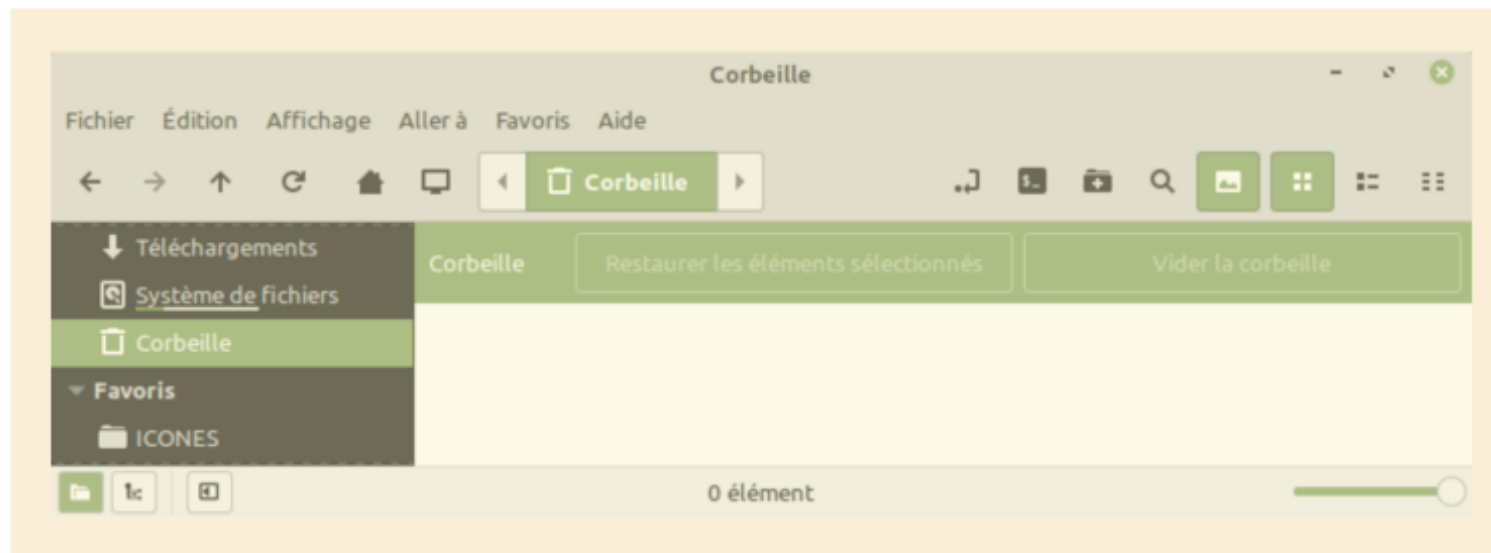 Corbeille
Fichier Édition Affichage Aller à Favoris Aide
Corbeille
Téléchargements
Système de fichiers
Corbeille
Favoris
ICONES
Corbeille Restaurer les éléments sélectionnés Vider la corbeille
0 élément